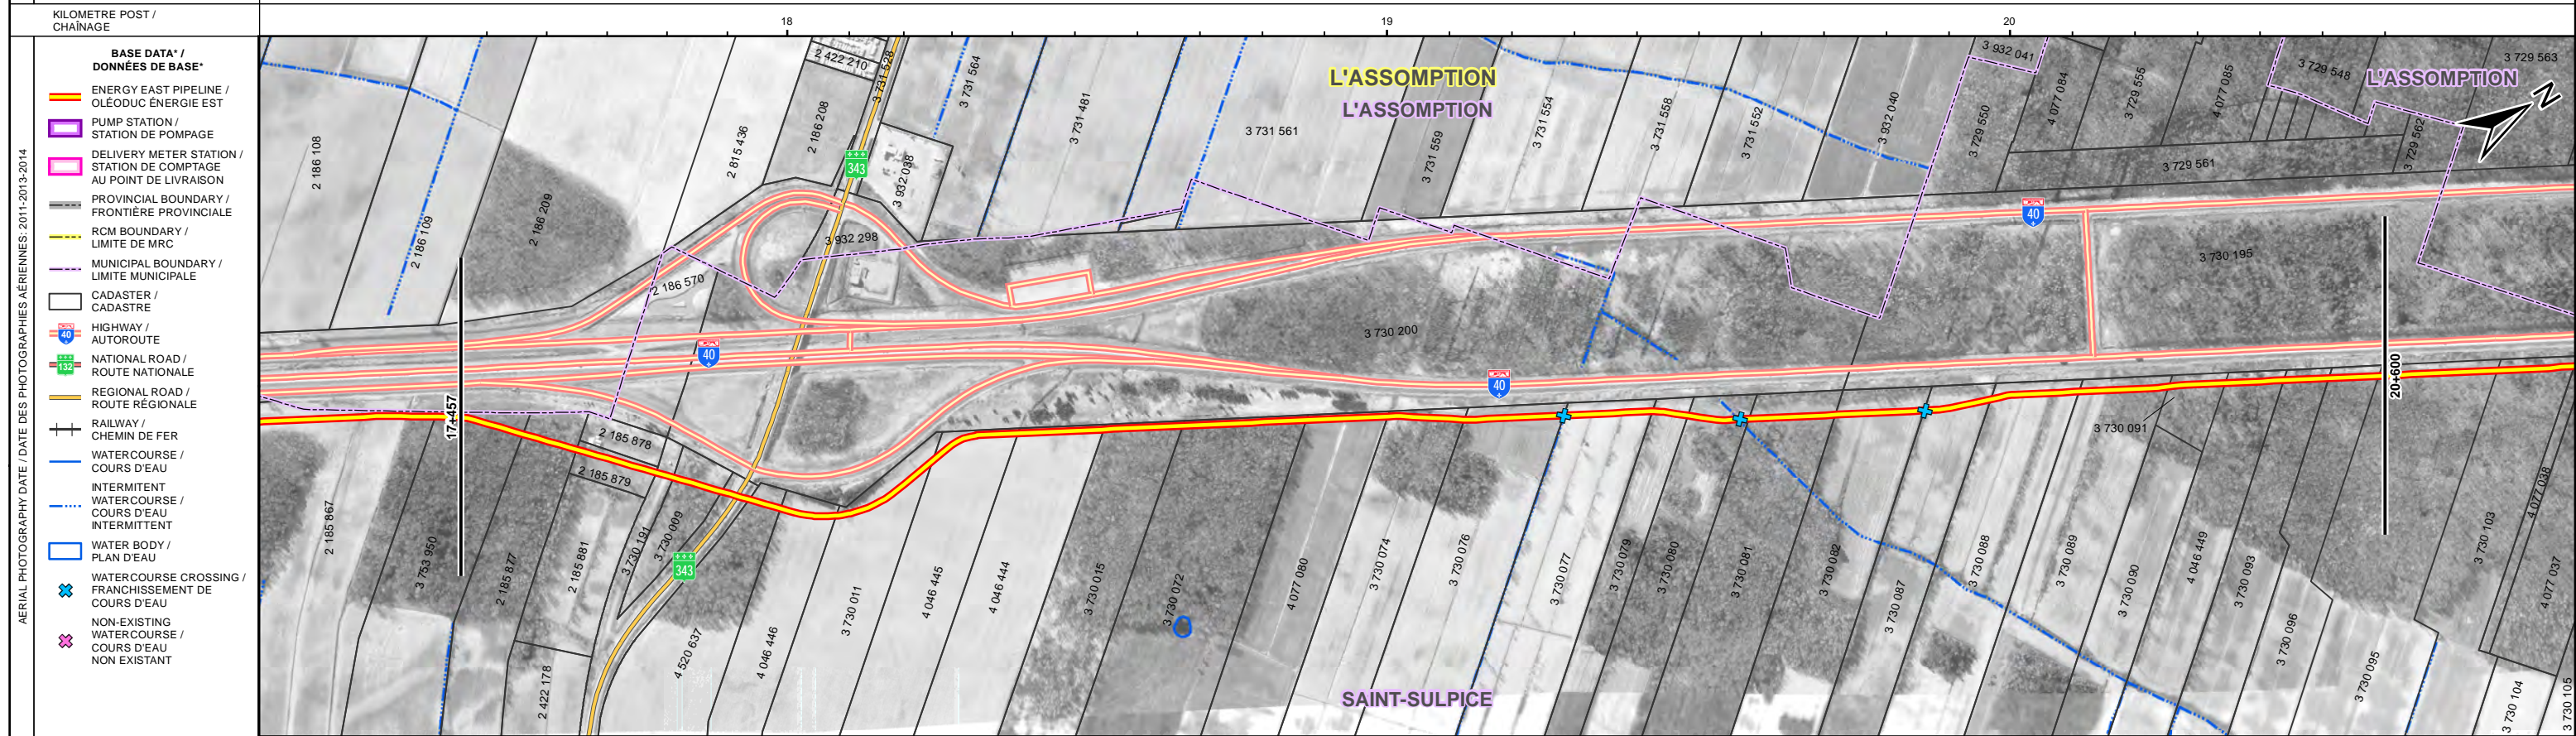 KILOMETRE POST /
CHAÎNAGE
18
19
20
AERIAL PHOTOGRAPHY DATE / DATE DES PHOTOGRAPHIES AÉRIENNES: 2011-2013-2014
BASE DATA* /
DONNÉES DE BASE*
ENERGY EAST PIPELINE /
OLÉODUC ÉNERGIE EST
PUMP STATION /
STATION DE POMPAGE
DELIVERY METER STATION /
STATION DE COMPTAGE
AU POINT DE LIVRAISON
PROVINCIAL BOUNDARY /
FRONTIÈRE PROVINCIALE
RCM BOUNDARY /
LIMITE DE MRC
MUNICIPAL BOUNDARY /
LIMITE MUNICIPALE
CADASTER /
CADASTRE
40
HIGHWAY /
AUTOROUTE
132
NATIONAL ROAD /
ROUTE NATIONALE
REGIONAL ROAD /
ROUTE RÉGIONALE
RAILWAY /
CHEMIN DE FER
WATERCOURSE /
COURS D'EAU
INTERMITENT
WATERCOURSE /
COURS D'EAU
INTERMITTENT
WATER BODY /
PLAN D'EAU
WATERCOURSE CROSSING /
FRANCHISSEMENT DE
COURS D'EAU
NON-EXISTING
WATERCOURSE /
COURS D'EAU
NON EXISTANT
2 186 108
2 186 109
2 186 209
2 815 436
2 186 208
2 422 210
3 731 528
343
3 932 038
3 731 564
3 731 481
3 731 561
L'ASSOMPTION
L'ASSOMPTION
3 731 559
3 731 554
3 731 558
3 731 552
3 932 040
3 932 041
3 729 550
4 077 084
3 729 555
4 077 085
3 729 548
L'ASSOMPTION
3 729 563
3 729 562
3 729 561
N
3 932 298
2 186 570
40
40
40
3 730 200
3 730 195
17+457
20+600
2 185 878
2 185 879
2 185 867
3 753 950
2 185 877
2 185 881
3 730 191
3 730 009
343
2 422 178
4 520 637
4 046 446
3 730 011
4 046 445
4 046 444
3 730 015
3 730 072
4 077 080
3 730 074
3 730 076
3 730 077
3 730 079
3 730 080
3 730 081
3 730 082
3 730 087
3 730 088
3 730 089
3 730 090
3 730 091
4 046 449
3 730 093
3 730 096
3 730 095
3 730 103
3 730 104
4 077 038
4 077 037
3 730 105
SAINT-SULPICE